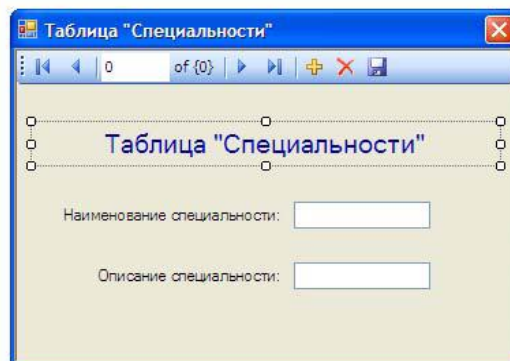 Таблица "Специальности"
0 of {0}
Таблица "Специальности"
Наименование специальности:
Описание специальности: